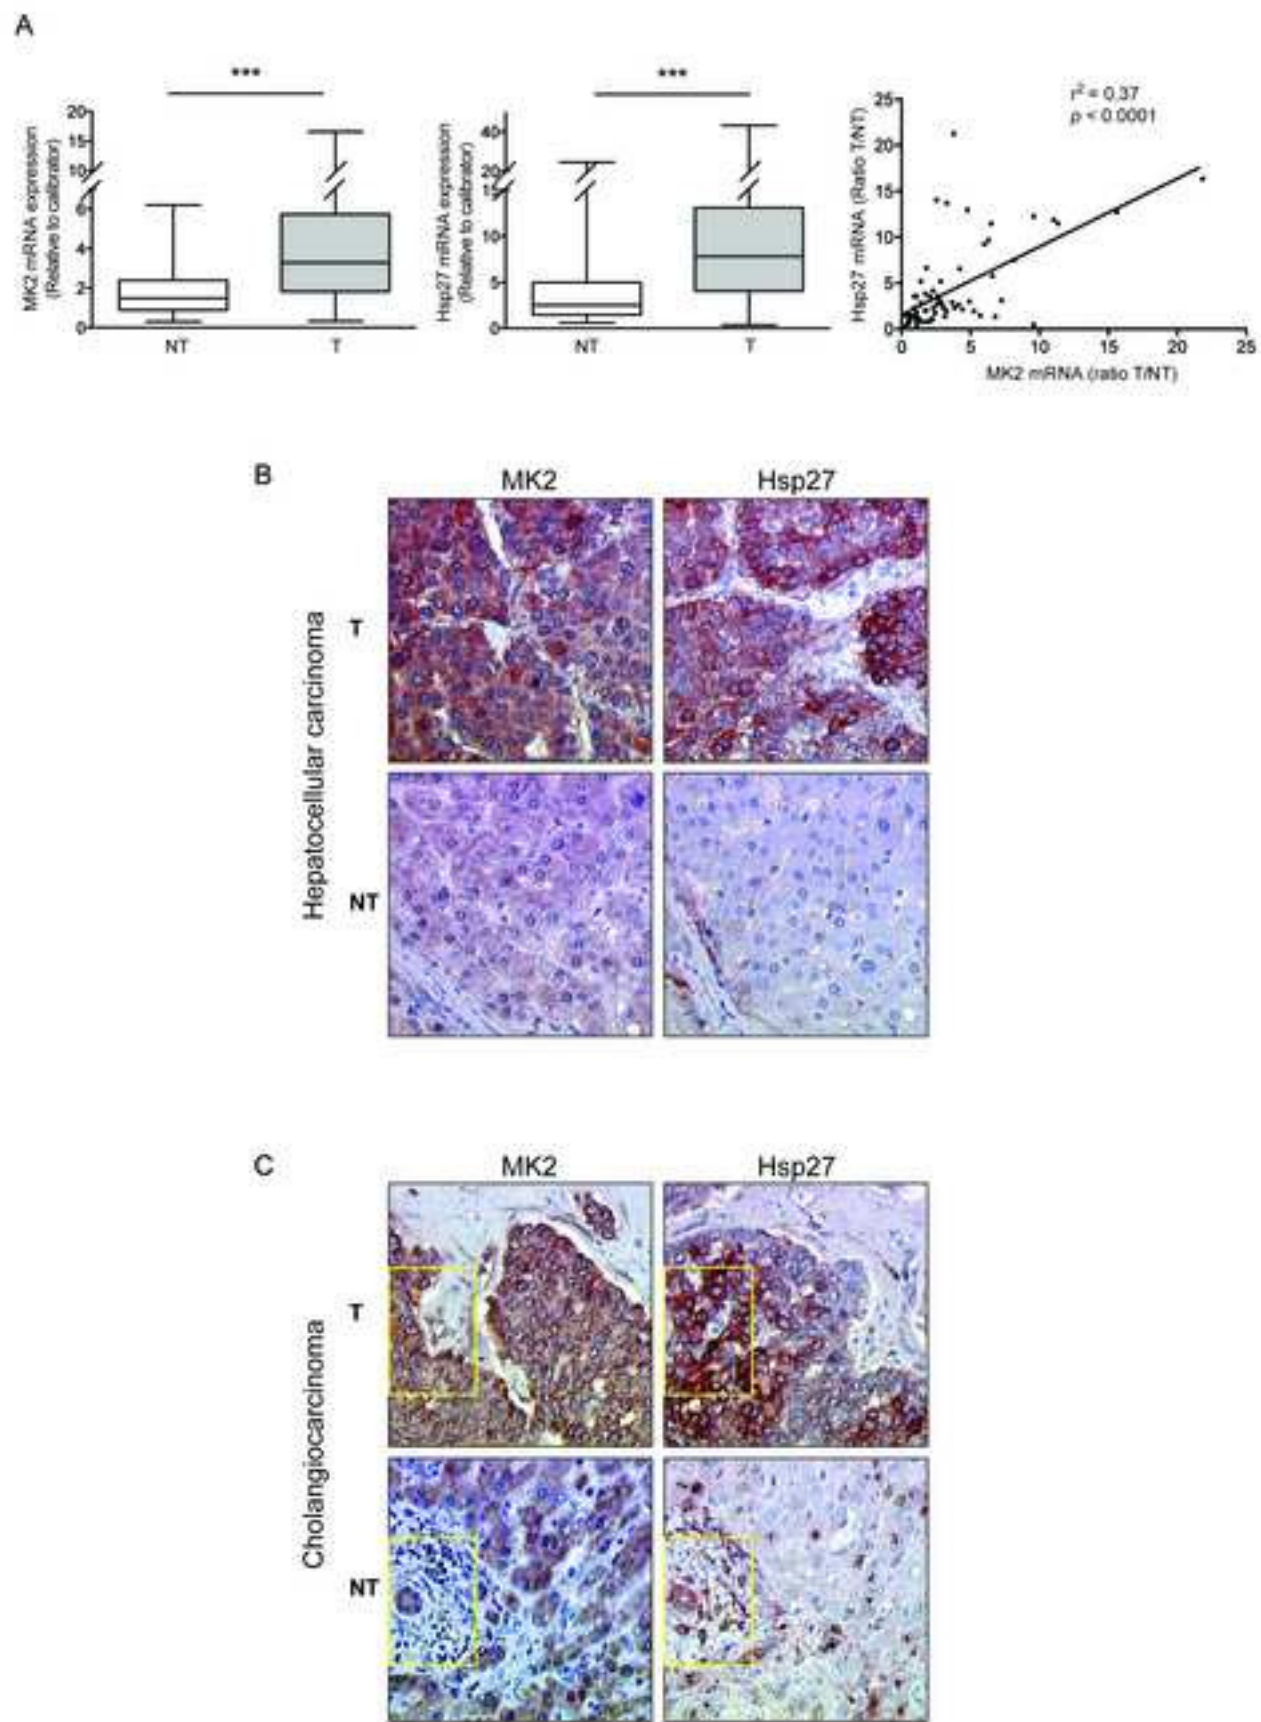 A
***
MK2 mRNA expression
(Relative to calibrator)
20
15
10
6
4
2
0
NT
T
***
Hsp27 mRNA expression
(Relative to calibrator)
40
20
15
10
5
0
NT
T
r² = 0.37
p < 0.0001
Hsp27 mRNA (Ratio T/NT)
25
20
15
10
5
0
0 5 10 15 20 25
MK2 mRNA (ratio T/NT)
B
MK2 Hsp27
Hepatocellular carcinoma
T
NT
C
MK2 Hsp27
Cholangiocarcinoma
T
NT